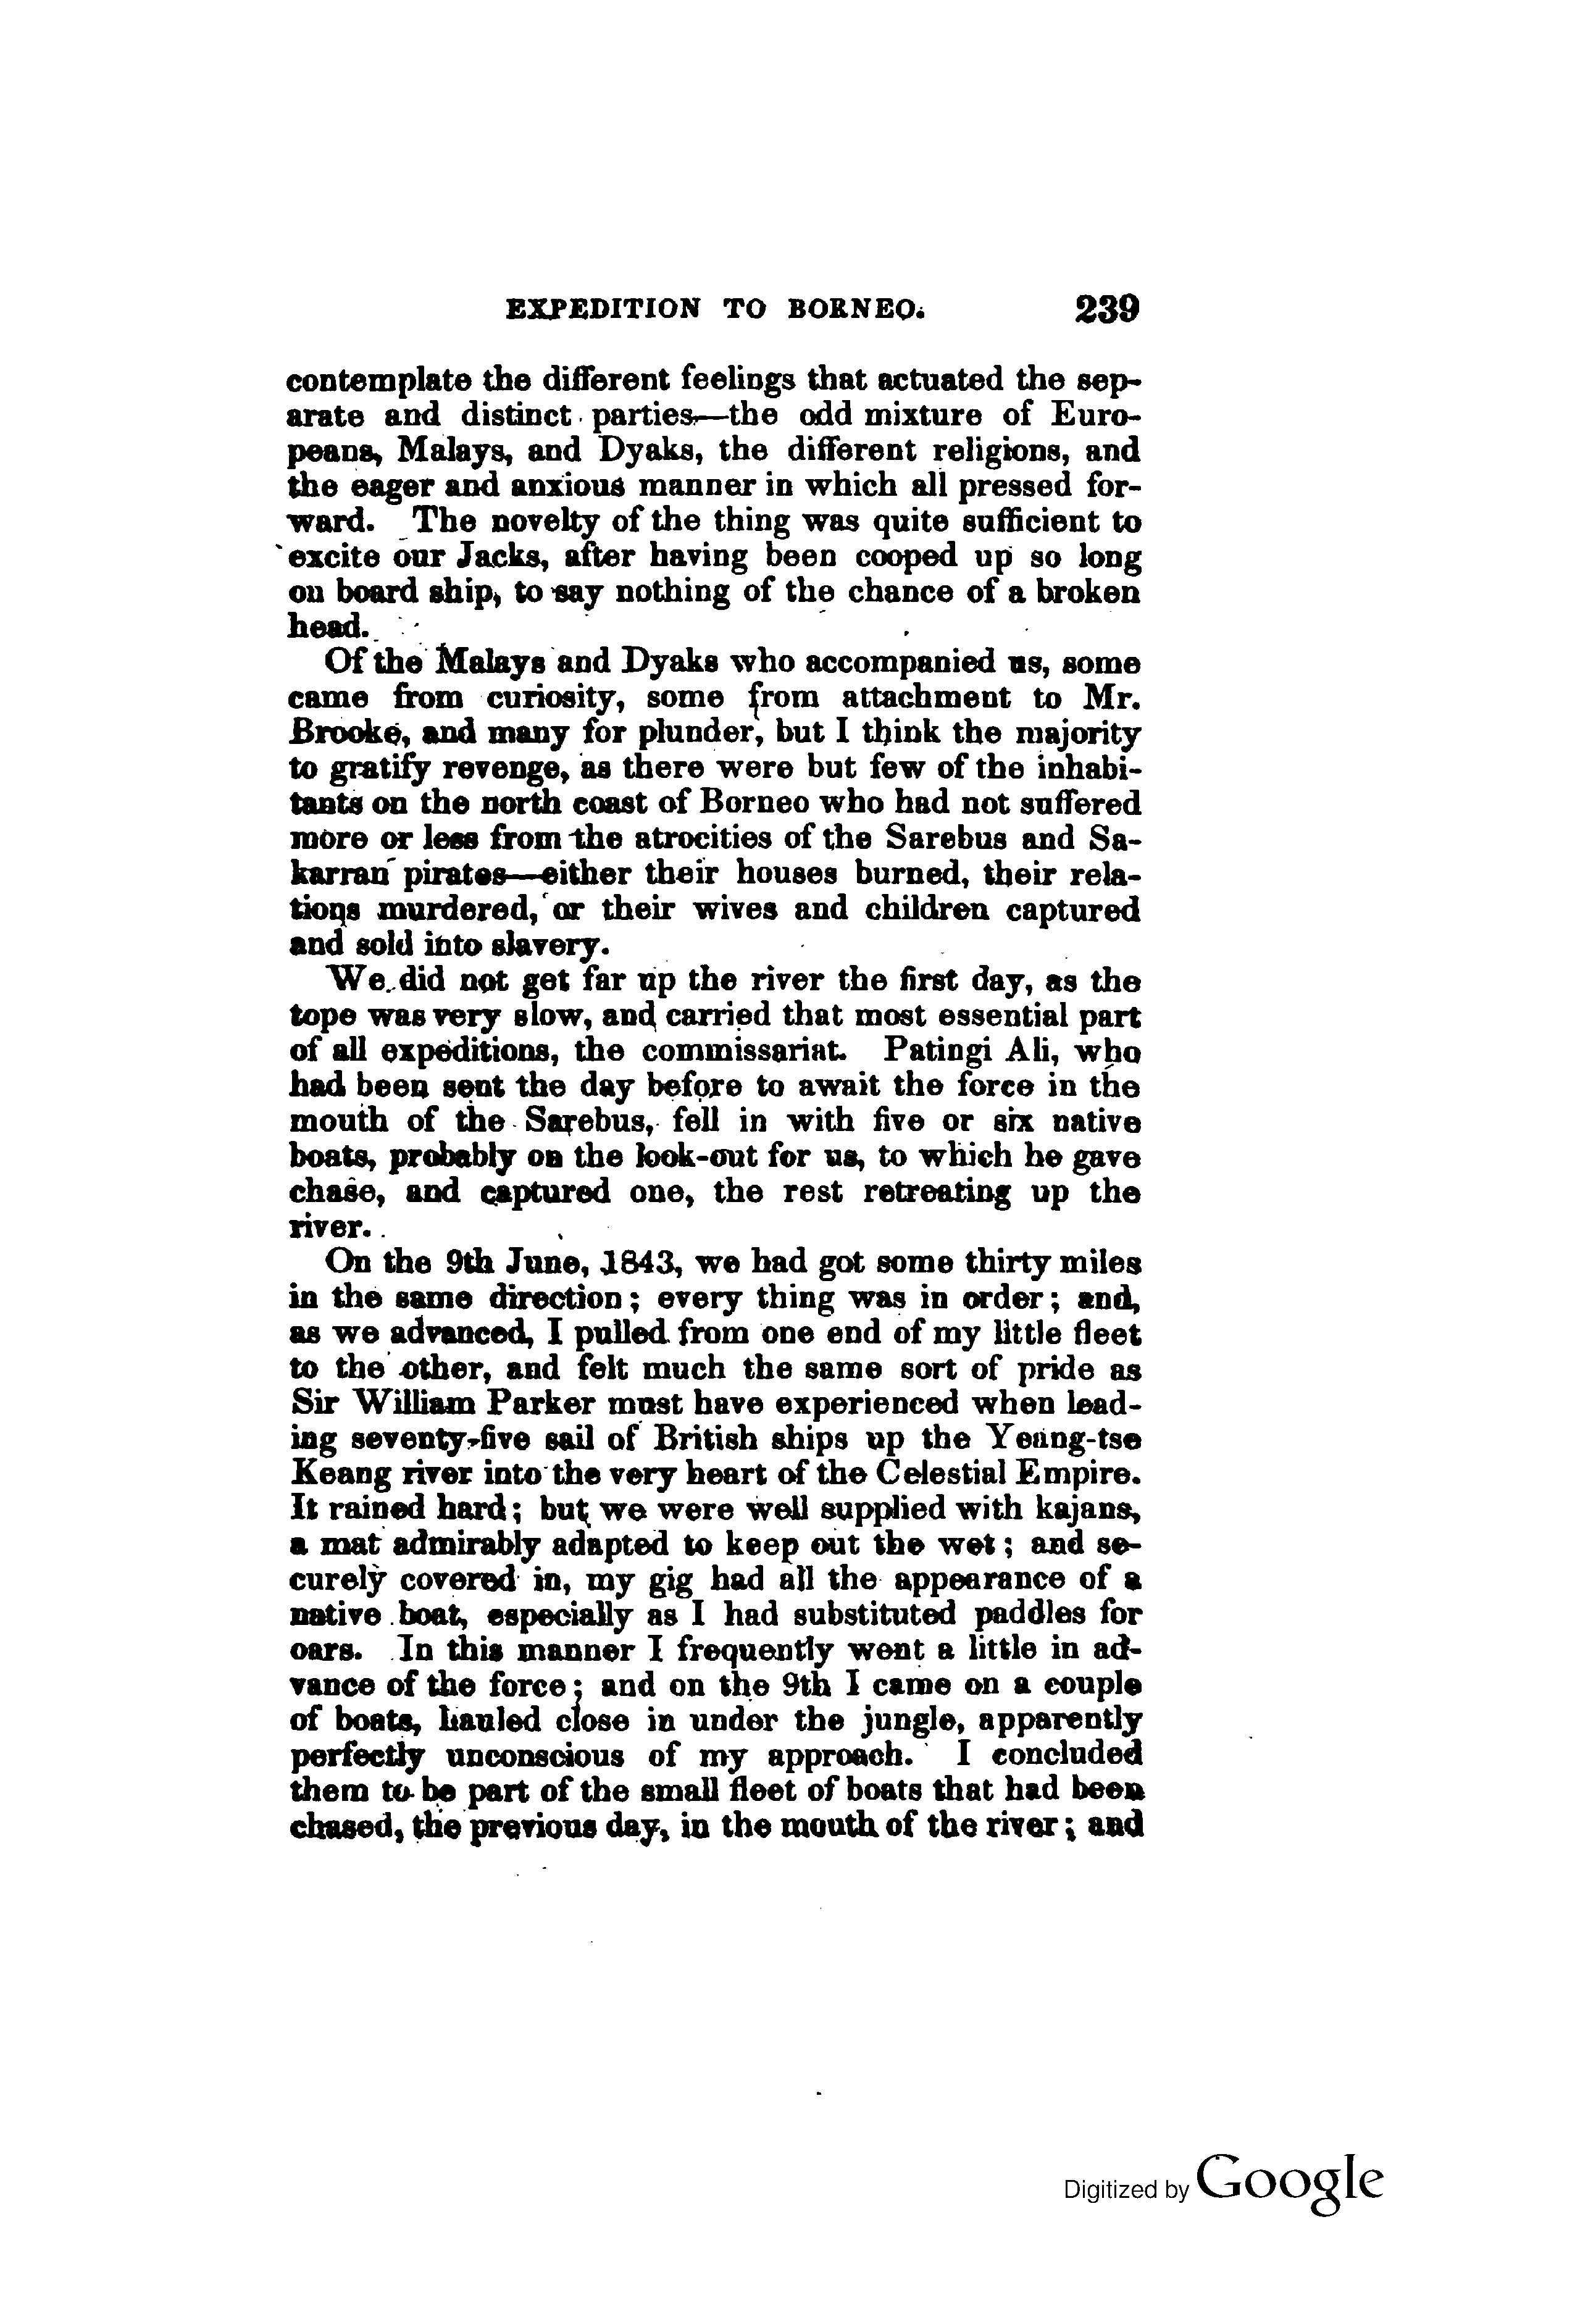 EXPEDITION TO BORNEO. 239
contemplate the different feelings that actuated the sep-
arate and distinct parties—the odd mixture of Euro-
peans, Malays, and Dyaks, the different religions, and
the eager and anxious manner in which all pressed for-
ward. The novelty of the thing was quite sufficient to
excite our Jacks, after having been cooped up so long
on board ship, to say nothing of the chance of a broken
head.
Of the Malays and Dyaks who accompanied us, some
came from curiosity, some from attachment to Mr.
Brooke, and many for plunder, but I think the majority
to gratify revenge, as there were but few of the inhabi-
tants on the north coast of Borneo who had not suffered
more or less from the atrocities of the Sarebus and Sa-
karran pirates—either their houses burned, their rela-
tions murdered, or their wives and children captured
and sold into slavery.
We did not get far up the river the first day, as the
tope was very slow, and carried that most essential part
of all expeditions, the commissariat. Patingi Ali, who
had been sent the day before to await the force in the
mouth of the Sarebus, fell in with five or six native
boats, probably on the look-out for us, to which he gave
chase, and captured one, the rest retreating up the
river.
On the 9th June, 1843, we had got some thirty miles
in the same direction; every thing was in order; and,
as we advanced, I pulled from one end of my little fleet
to the other, and felt much the same sort of pride as
Sir William Parker must have experienced when lead-
ing seventy-five sail of British ships up the Yeang-tse
Keang river into the very heart of the Celestial Empire.
It rained hard; but we were well supplied with kajans,
a mat admirably adapted to keep out the wet; and se-
curely covered in, my gig had all the appearance of a
native boat, especially as I had substituted paddles for
oars. In this manner I frequently went a little in ad-
vance of the force; and on the 9th I came on a couple
of boats, hauled close in under the jungle, apparently
perfectly unconscious of my approach. I concluded
them to be part of the small fleet of boats that had been
chased, the previous day, in the mouth of the river; and
Digitized by Google